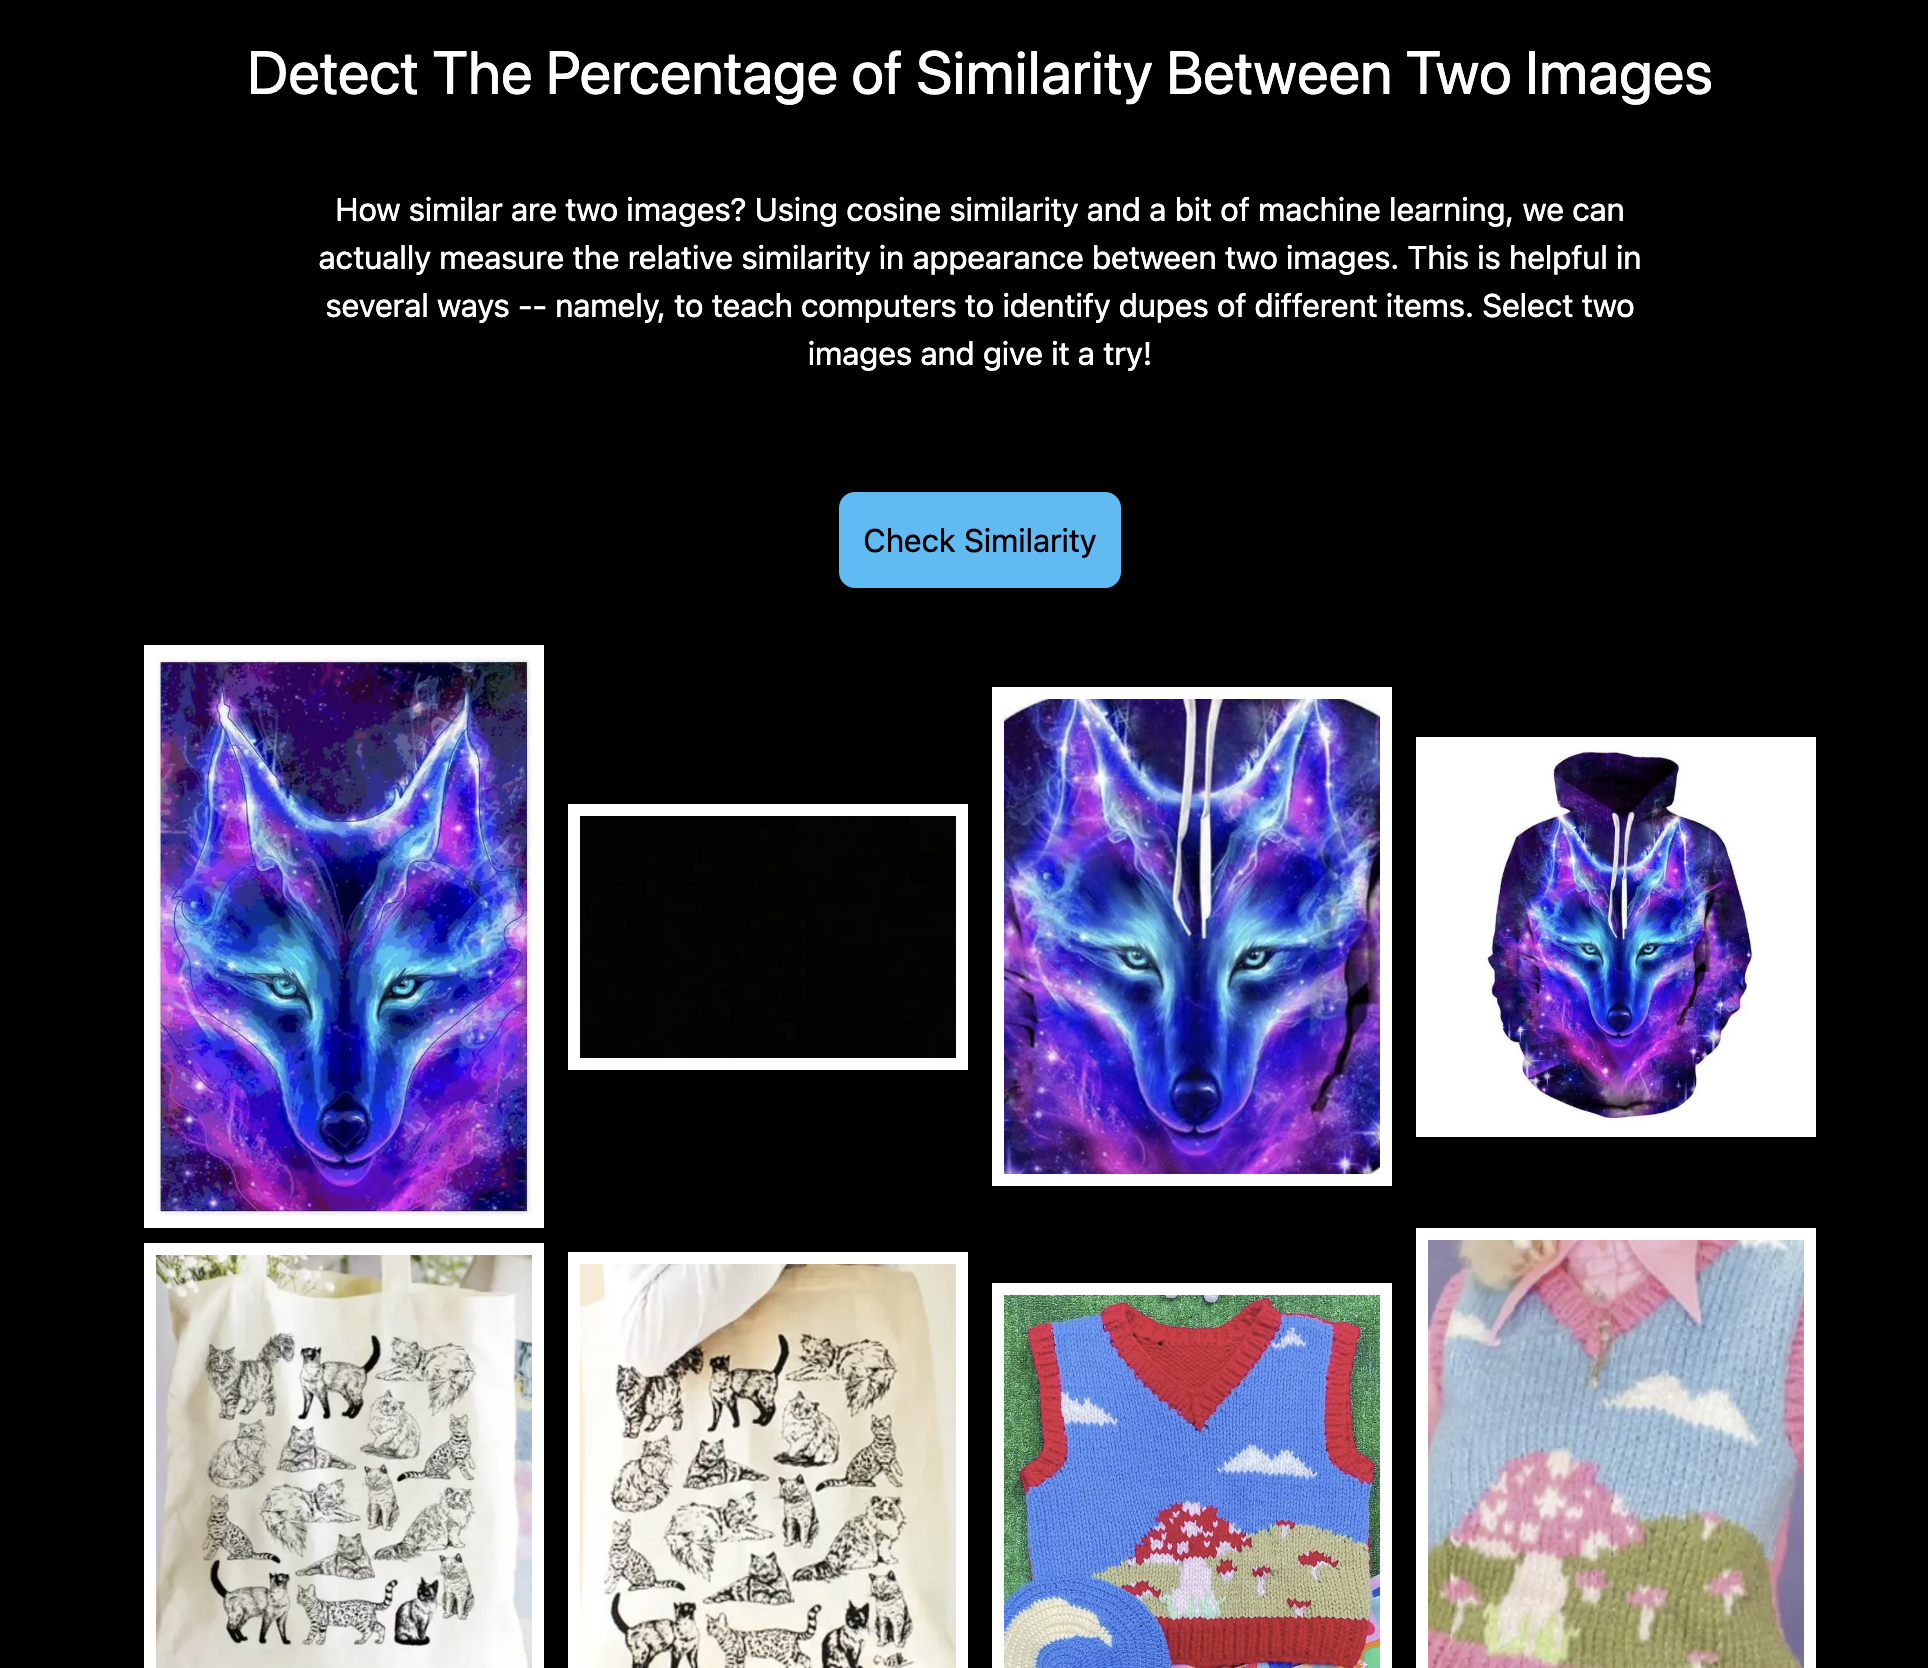 Detect The Percentage of Similarity Between Two Images
How similar are two images? Using cosine similarity and a bit of machine learning, we can
actually measure the relative similarity in appearance between two images. This is helpful in
several ways -- namely, to teach computers to identify dupes of different items. Select two
images and give it a try!
Check Similarity